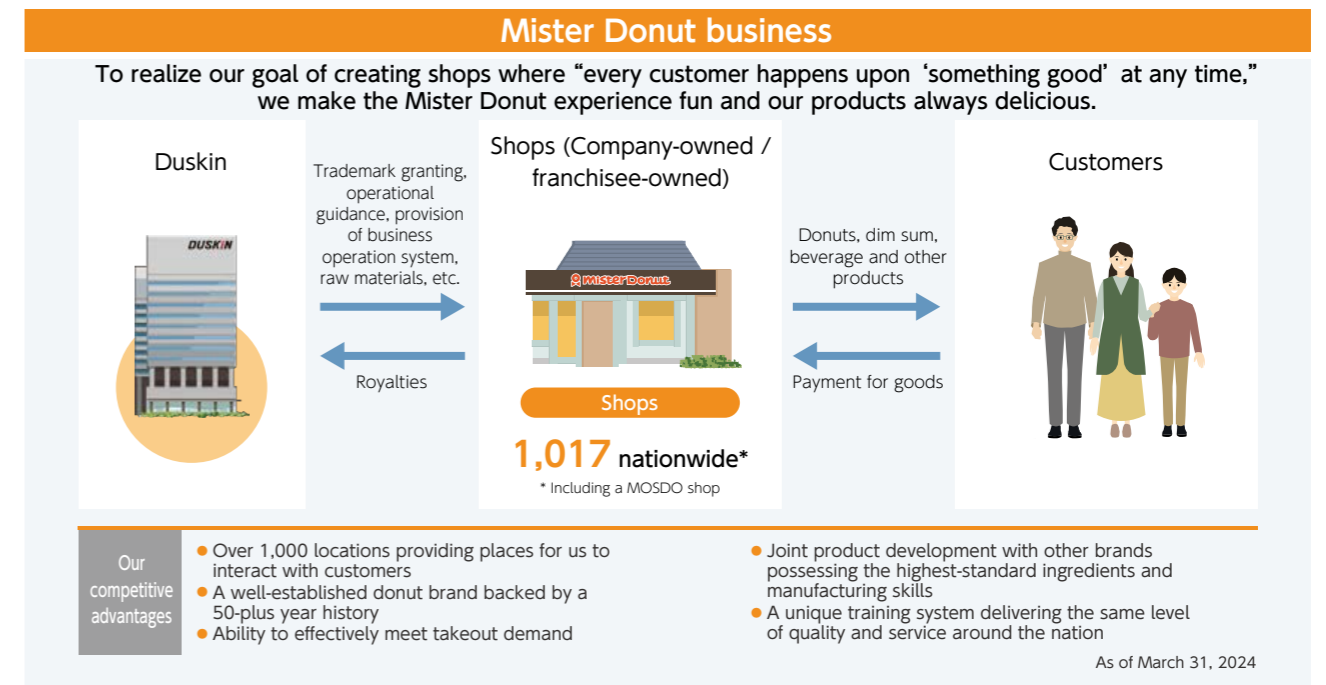 Mister Donut business
To realize our goal of creating shops where “every customer happens upon ‘something good’ at any time,”
we make the Mister Donut experience fun and our products always delicious.
Duskin
DUSKIN
Trademark granting,
operational
guidance, provision
of business
operation system,
raw materials, etc.
Royalties
Shops (Company-owned /
franchisee-owned)
mister Donut
Shops
1,017 nationwide*
* Including a MOSDO shop
Donuts, dim sum,
beverage and other
products
Payment for goods
Customers
Our
competitive
advantages
● Over 1,000 locations providing places for us to
interact with customers
● A well-established donut brand backed by a
50-plus year history
● Ability to effectively meet takeout demand
● Joint product development with other brands
possessing the highest-standard ingredients and
manufacturing skills
● A unique training system delivering the same level
of quality and service around the nation
As of March 31, 2024